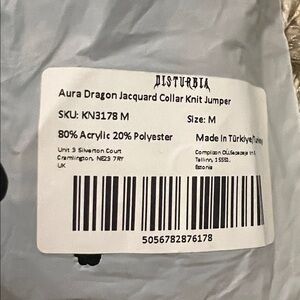 DISTURBIA
Aura Dragon Jacquard Collar Knit Jumper
SKU: KN3178 M Size: M
80% Acrylic 20% Polyester Made In Türkiye/
Unit 3 Silverton Court
Cramlington, NE23 7RY
UK
Tallinn, 15551,
Estonia
5056782876178